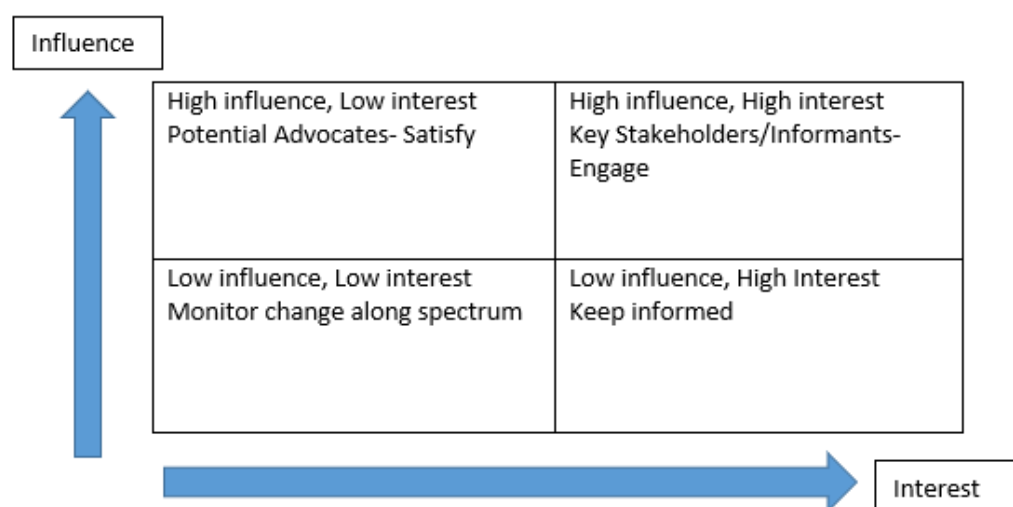 Influence
High influence, Low interest
Potential Advocates- Satisfy
High influence, High interest
Key Stakeholders/Informants-
Engage
Low influence, Low interest
Monitor change along spectrum
Low influence, High Interest
Keep informed
Interest